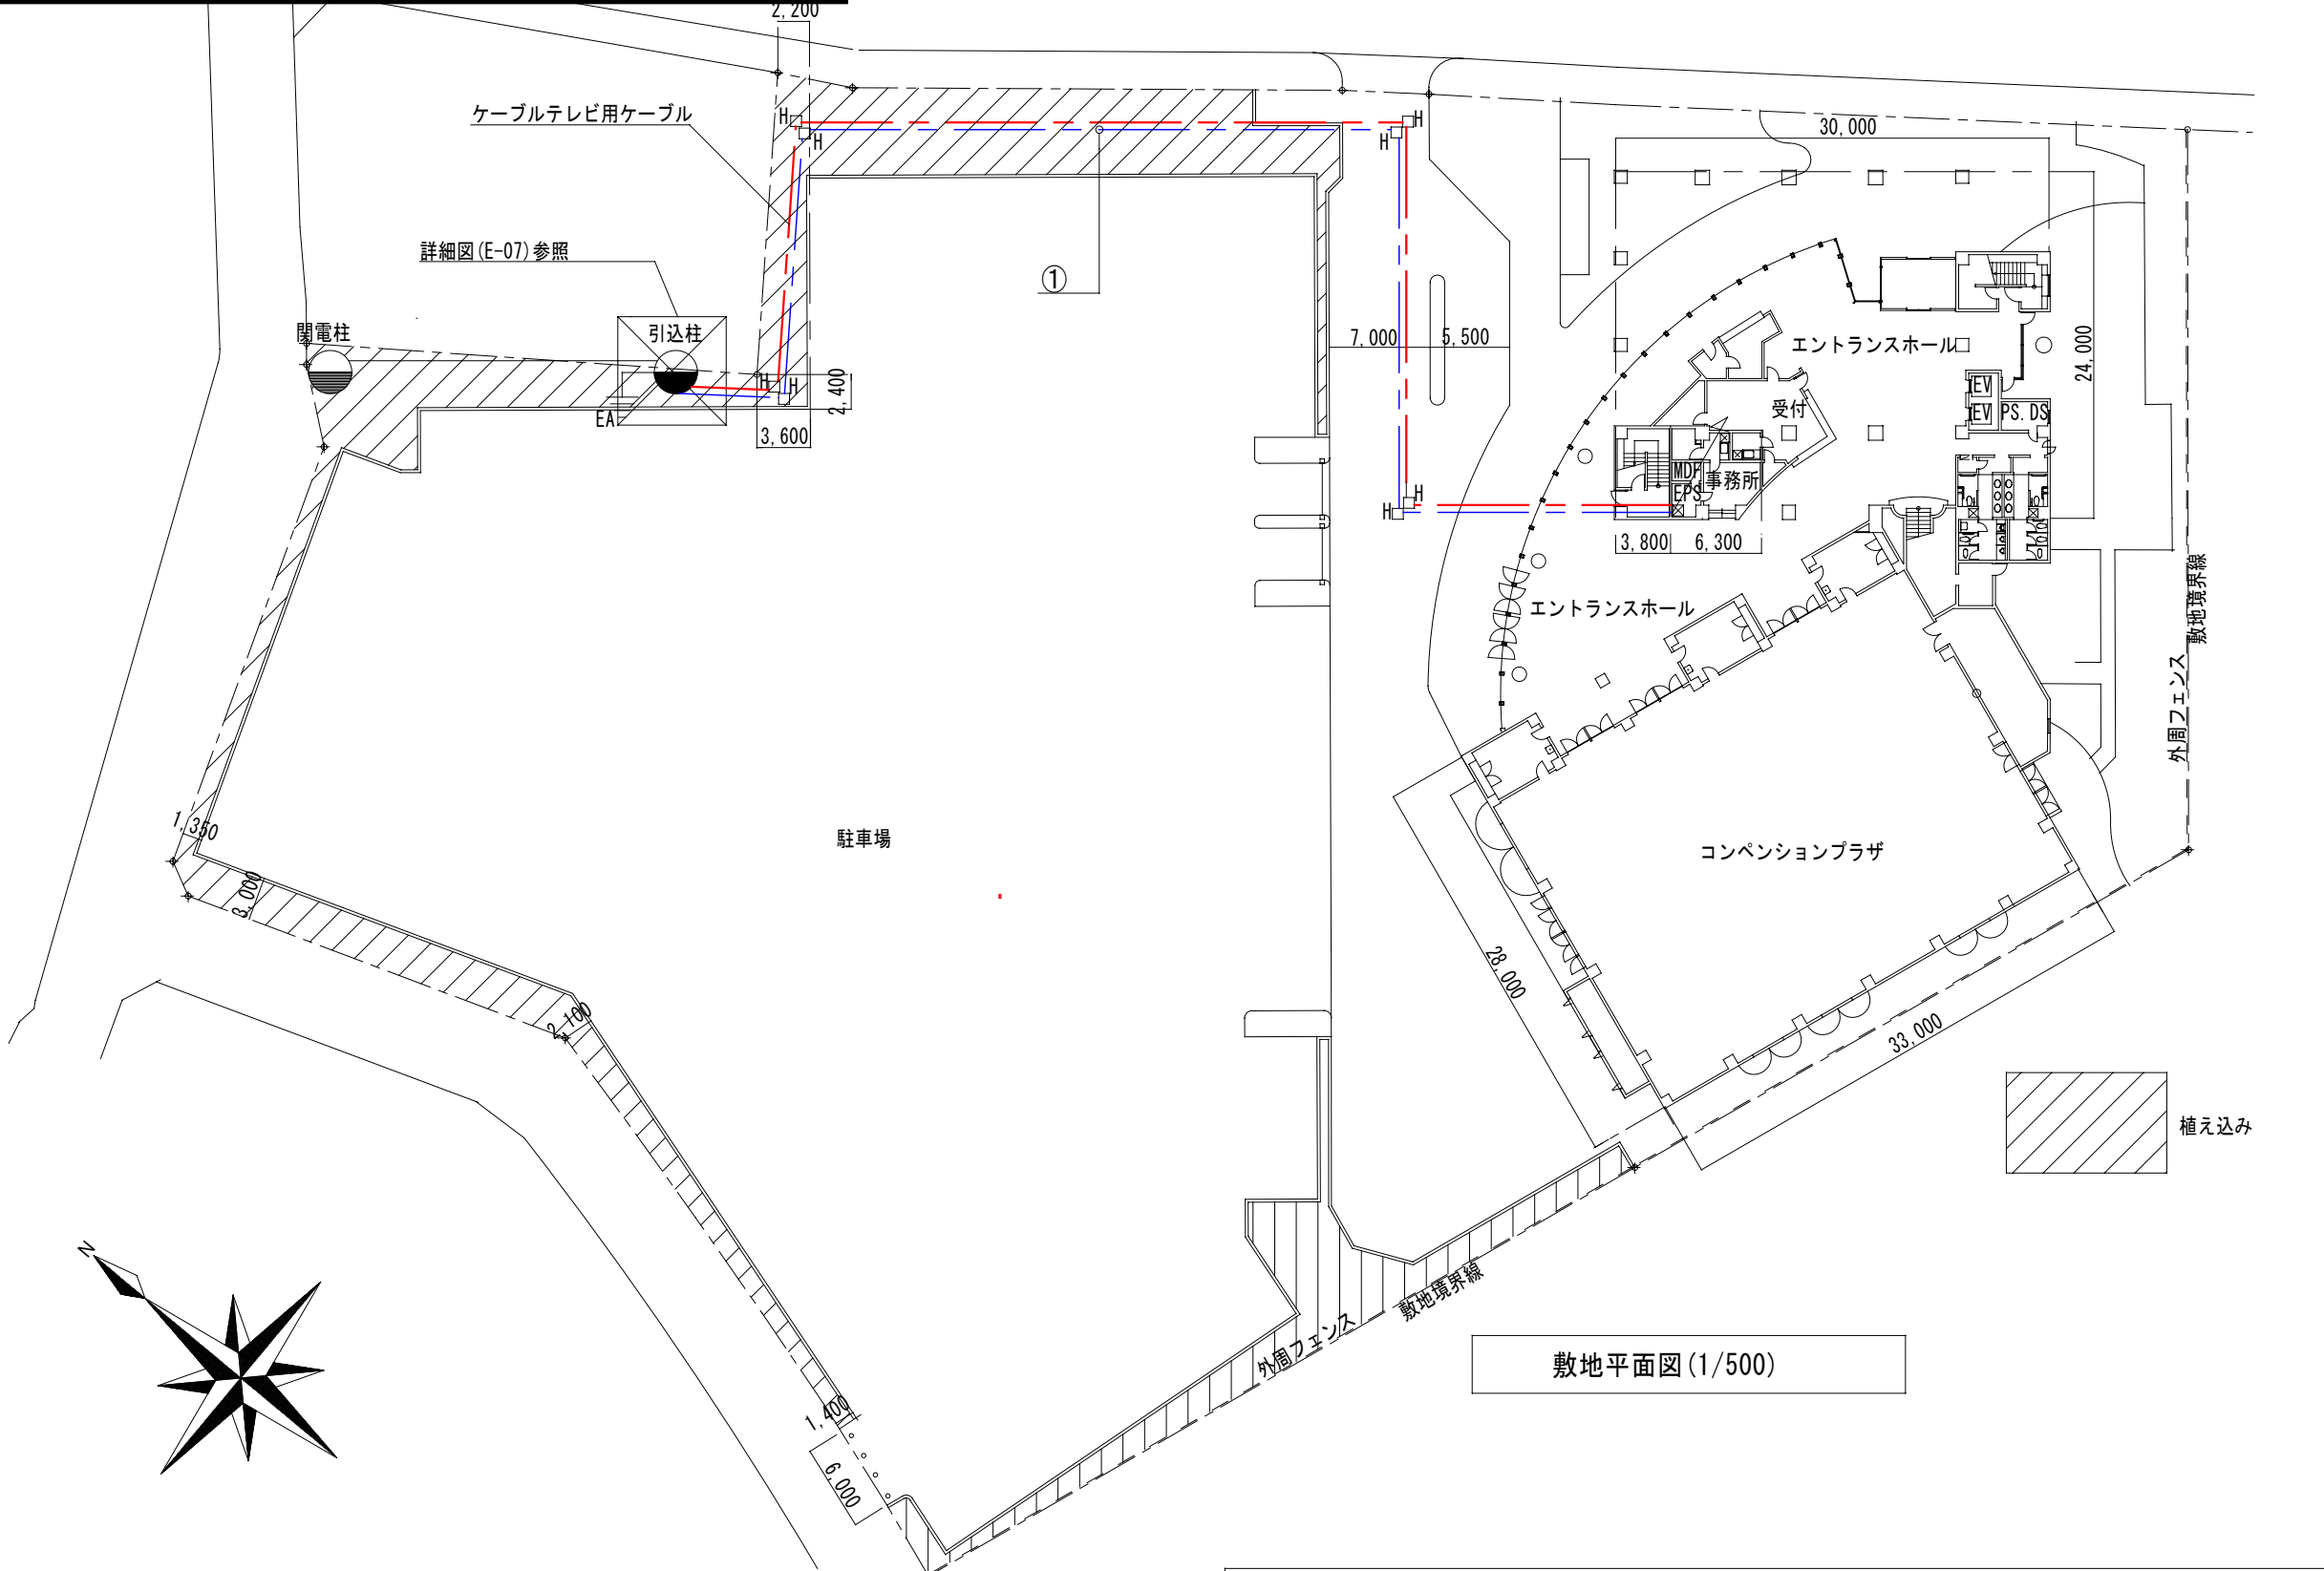 2,200
ケーブルテレビ用ケーブル
H
H
H
H
30,000
詳細図(E-07)参照
①
関電柱
引込柱
7,000
5,500
エントランスホール
24,000
H
H
2,400
EV
EV
PS.DS
受付
EA
3,600
MDF
事務所
EPS
H
H
3,800
6,300
敷地境界線
エントランスホール
外周フェンス
1,350
駐車場
コンペンションプラザ
3,000
28,000
2,100
33,000
植え込み
N
敷地境界線
外周フェンス
敷地平面図(1/500)
1,400
6,000